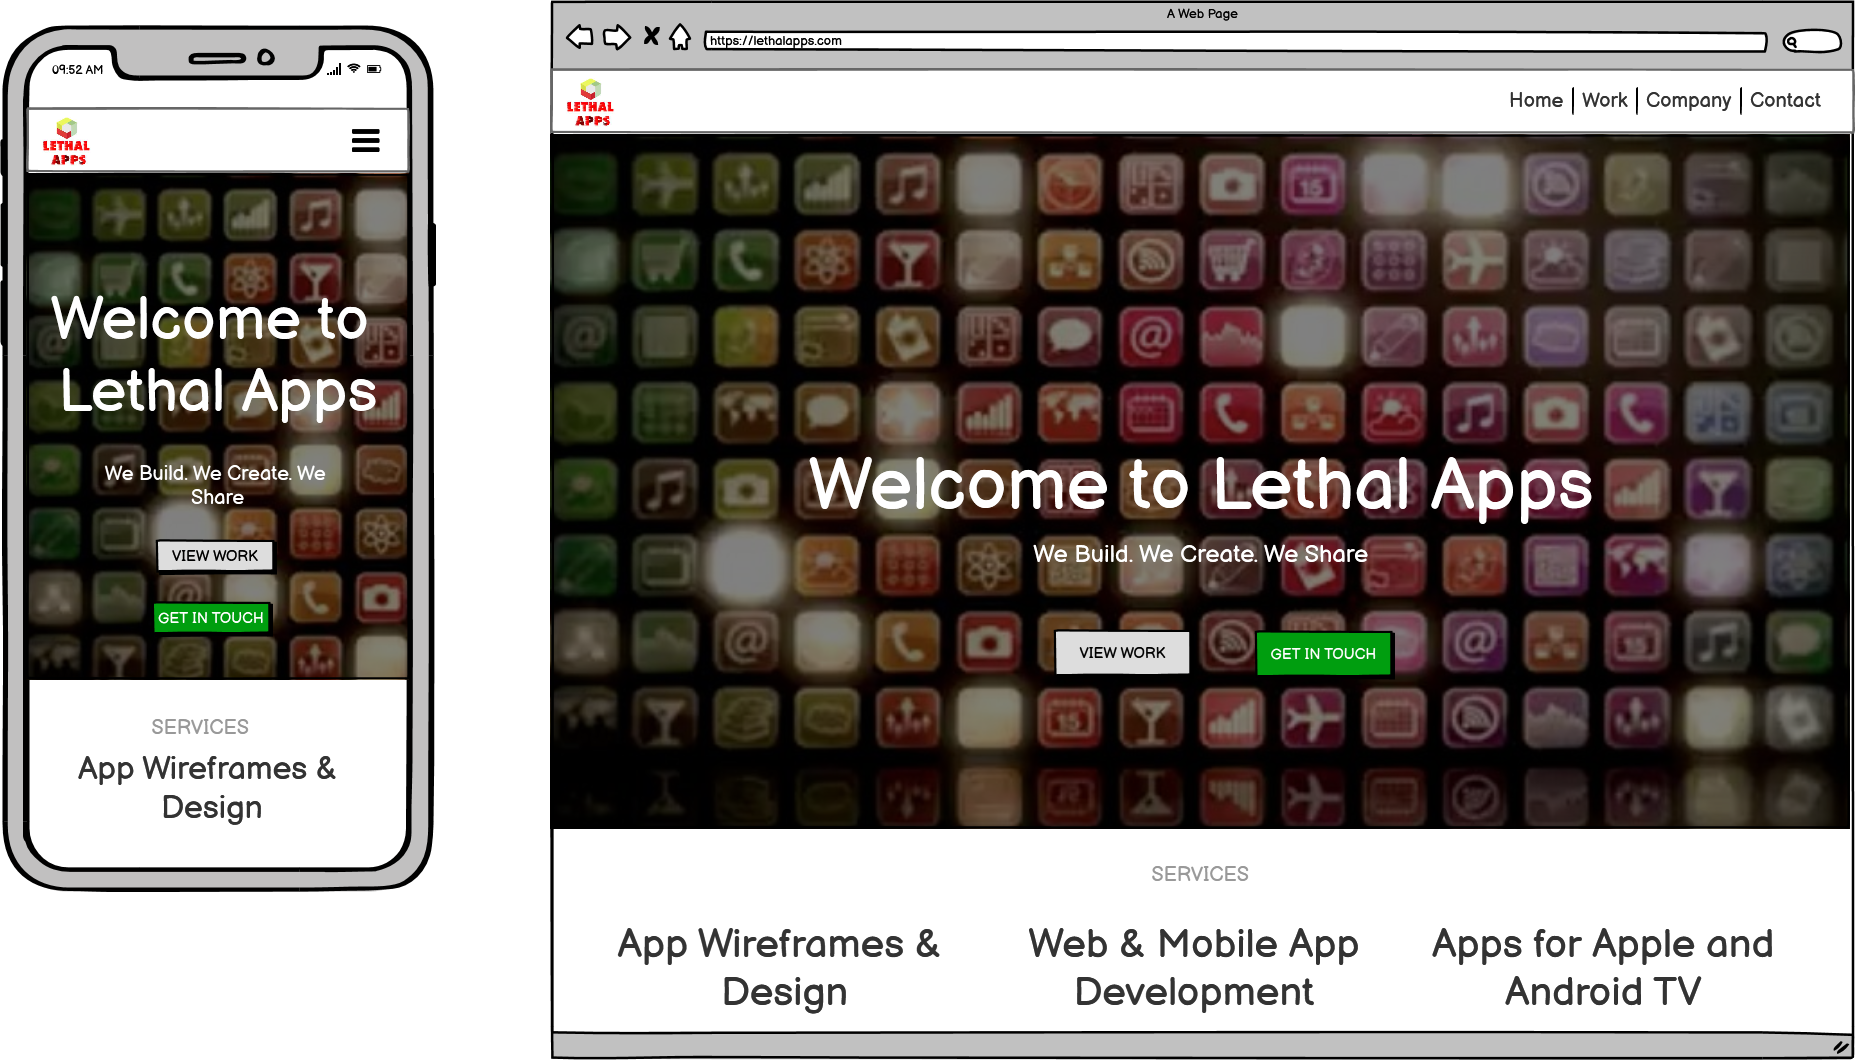 09:52 AM
LETHAL
APPS
Welcome to
Lethal Apps
We Build. We Create. We
Share
VIEW WORK
GET IN TOUCH
SERVICES
App Wireframes &
Design
A Web Page
https://lethalapps.com
LETHAL
APPS
Home Work Company Contact
Welcome to Lethal Apps
We Build. We Create. We Share
VIEW WORK
GET IN TOUCH
SERVICES
App Wireframes &
Design
Web & Mobile App
Development
Apps for Apple and
Android TV
15
@
@
@
@
@
@
@
15
15